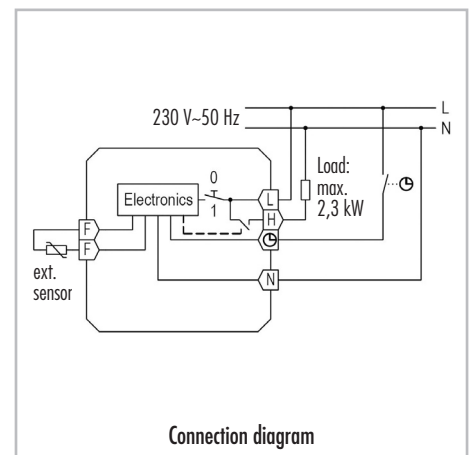 L
230 V~50 Hz
N
Load:
max.
2,3 kW
0
Electronics
1
L
H
F
F
N
ext.
sensor
Connection diagram